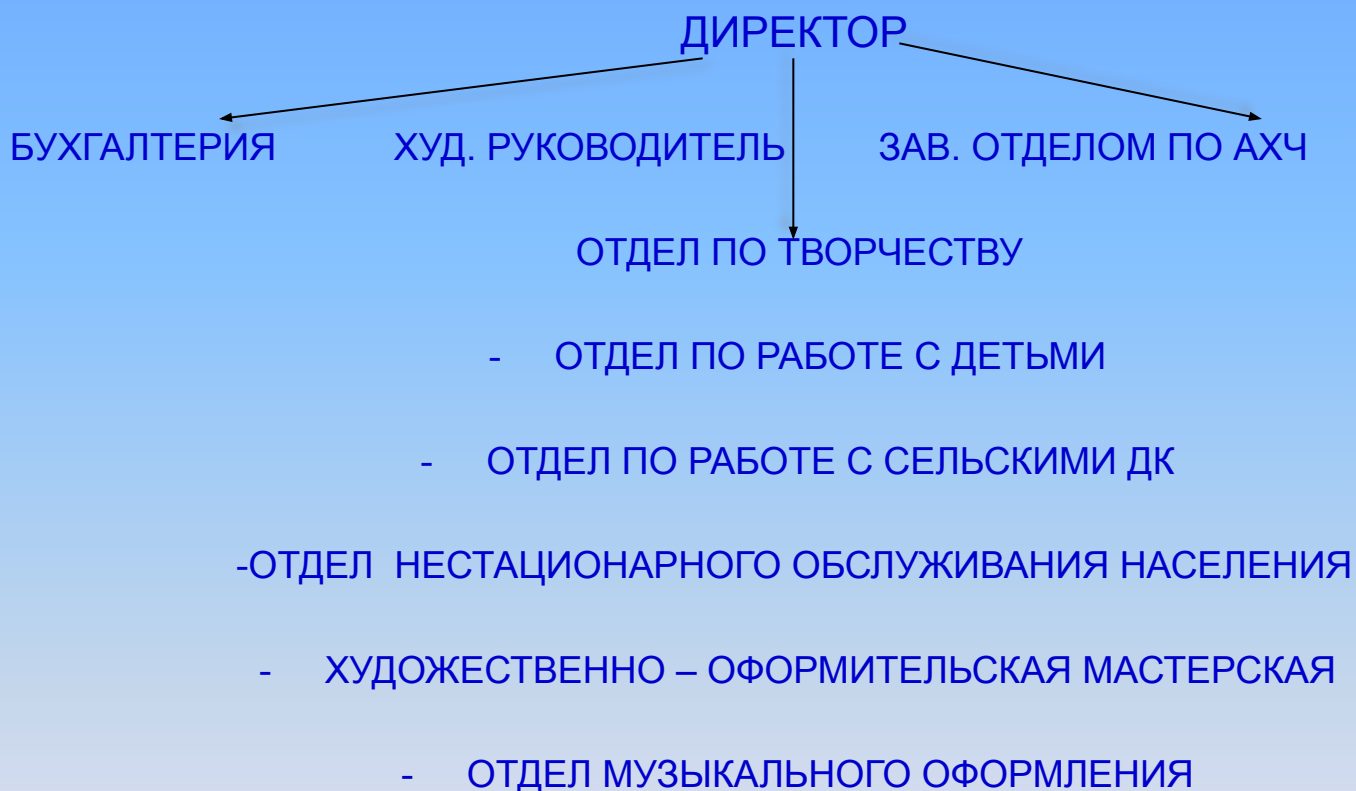 ДИРЕКТОР
БУХГАЛТЕРИЯ ХУД. РУКОВОДИТЕЛЬ ЗАВ. ОТДЕЛОМ ПО АХЧ
ОТДЕЛ ПО ТВОРЧЕСТВУ
- ОТДЕЛ ПО РАБОТЕ С ДЕТЬМИ
- ОТДЕЛ ПО РАБОТЕ С СЕЛЬСКИМИ ДК
-ОТДЕЛ НЕСТАЦИОНАРНОГО ОБСЛУЖИВАНИЯ НАСЕЛЕНИЯ
- ХУДОЖЕСТВЕННО – ОФОРМИТЕЛЬСКАЯ МАСТЕРСКАЯ
- ОТДЕЛ МУЗЫКАЛЬНОГО ОФОРМЛЕНИЯ